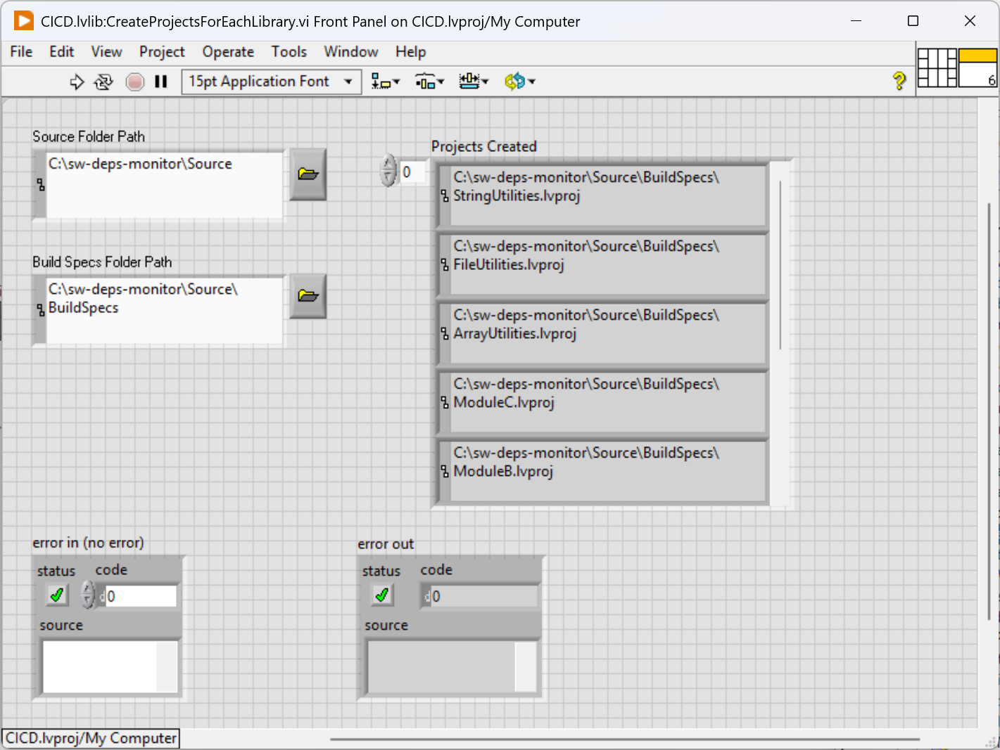 CICD.lvlib:CreateProjectsForEachLibrary.vi Front Panel on CICD.lvproj/My Computer
File Edit View Project Operate Tools Window Help
15pt Application Font
6
Source Folder Path
C:\sw-deps-monitor\Source
Build Specs Folder Path
C:\sw-deps-monitor\Source\
BuildSpecs
Projects Created
0
C:\sw-deps-monitor\Source\BuildSpecs\
StringUtilities.lvproj
C:\sw-deps-monitor\Source\BuildSpecs\
FileUtilities.lvproj
C:\sw-deps-monitor\Source\BuildSpecs\
ArrayUtilities.lvproj
C:\sw-deps-monitor\Source\BuildSpecs\
ModuleC.lvproj
C:\sw-deps-monitor\Source\BuildSpecs\
ModuleB.lvproj
error in (no error)
status code
d0
source
error out
status code
d0
source
CICD.lvproj/My Computer